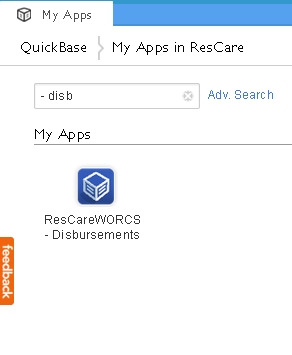 My Apps
QuickBase My Apps in ResCare
- disb Adv. Search
My Apps
ResCareWORCS
- Disbursements
feedback